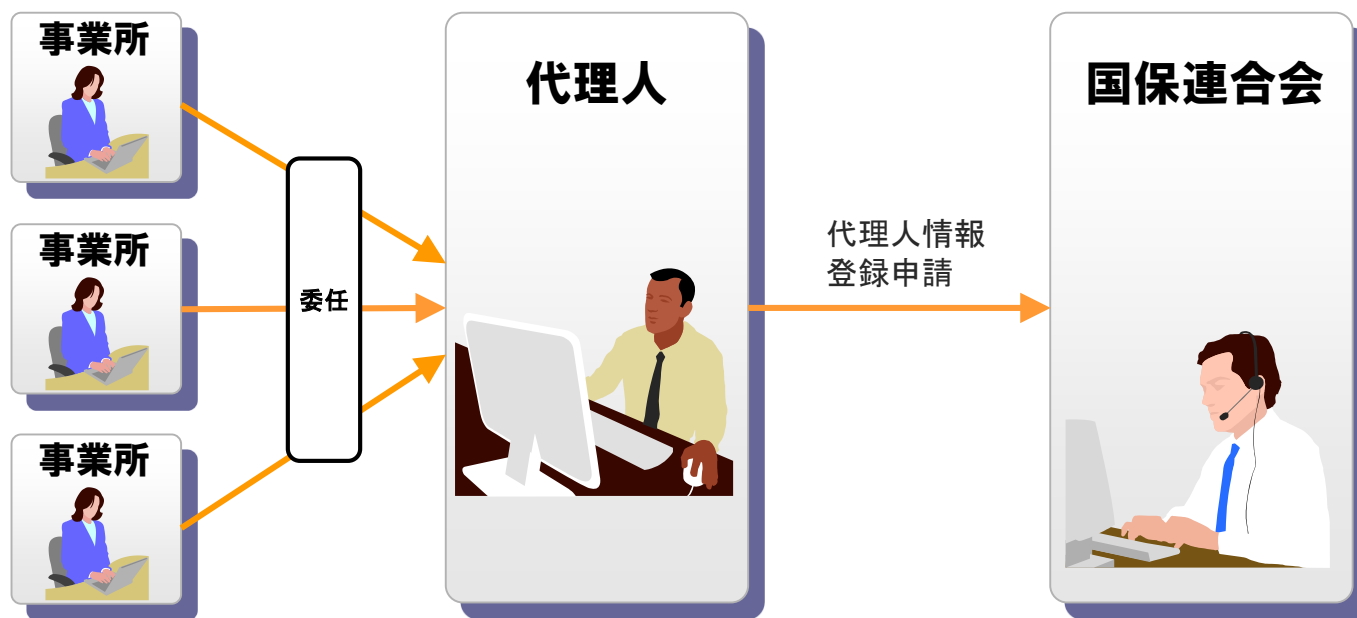 事業所
事業所
事業所
委任
代理人
代理人情報
登録申請
国保連合会